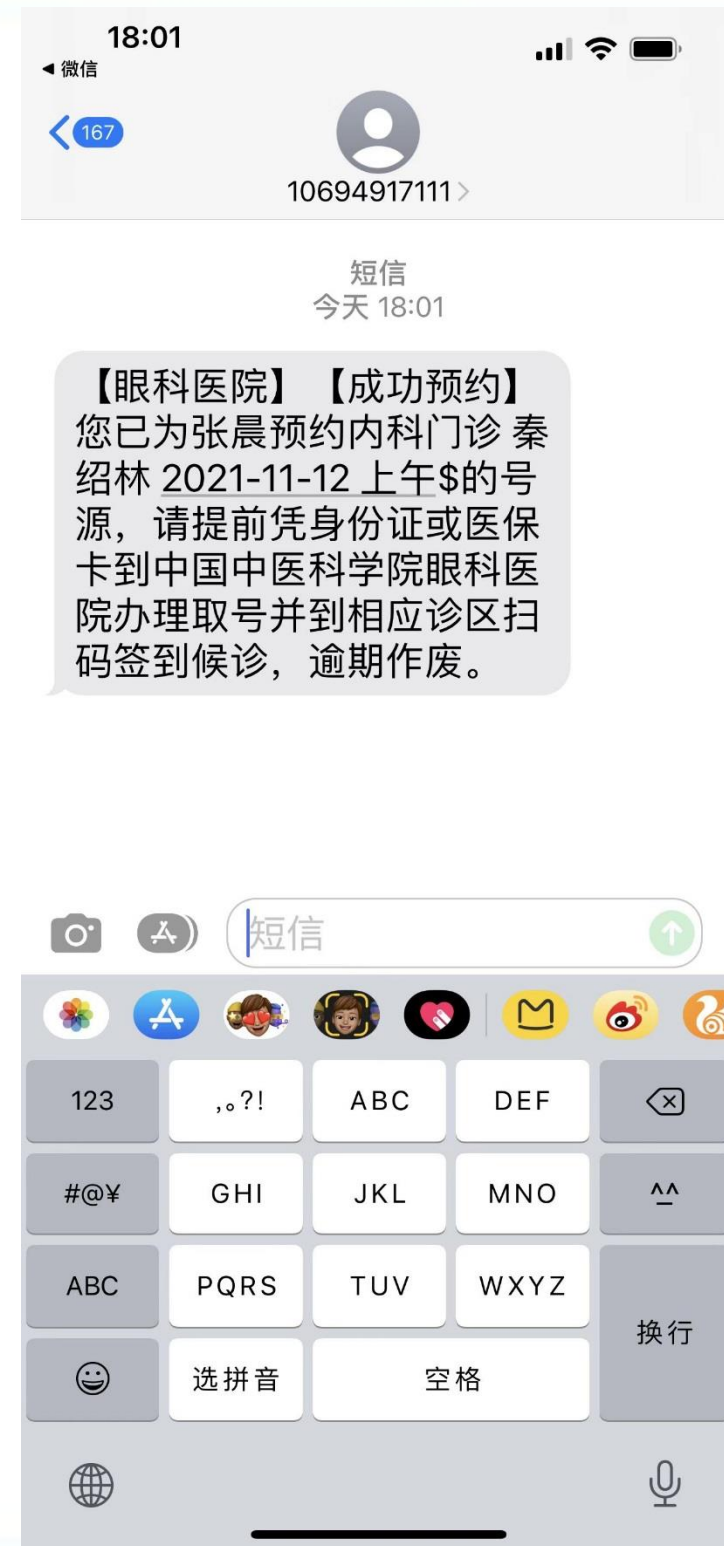 18:01
◀ 微信
167
10694917111
短信
今天 18:01
【眼科医院】【成功预约】
您已为张晨预约内科门诊 秦
绍林 2021-11-12 上午$的号
源，请提前凭身份证或医保
卡到中国中医科学院眼科医
院办理取号并到相应诊区扫
码签到候诊，逾期作废。
短信
123 ,。?! ABC DEF
#@¥ GHI JKL MNO ^^
ABC PQRS TUV WXYZ
换行
选拼音 空格